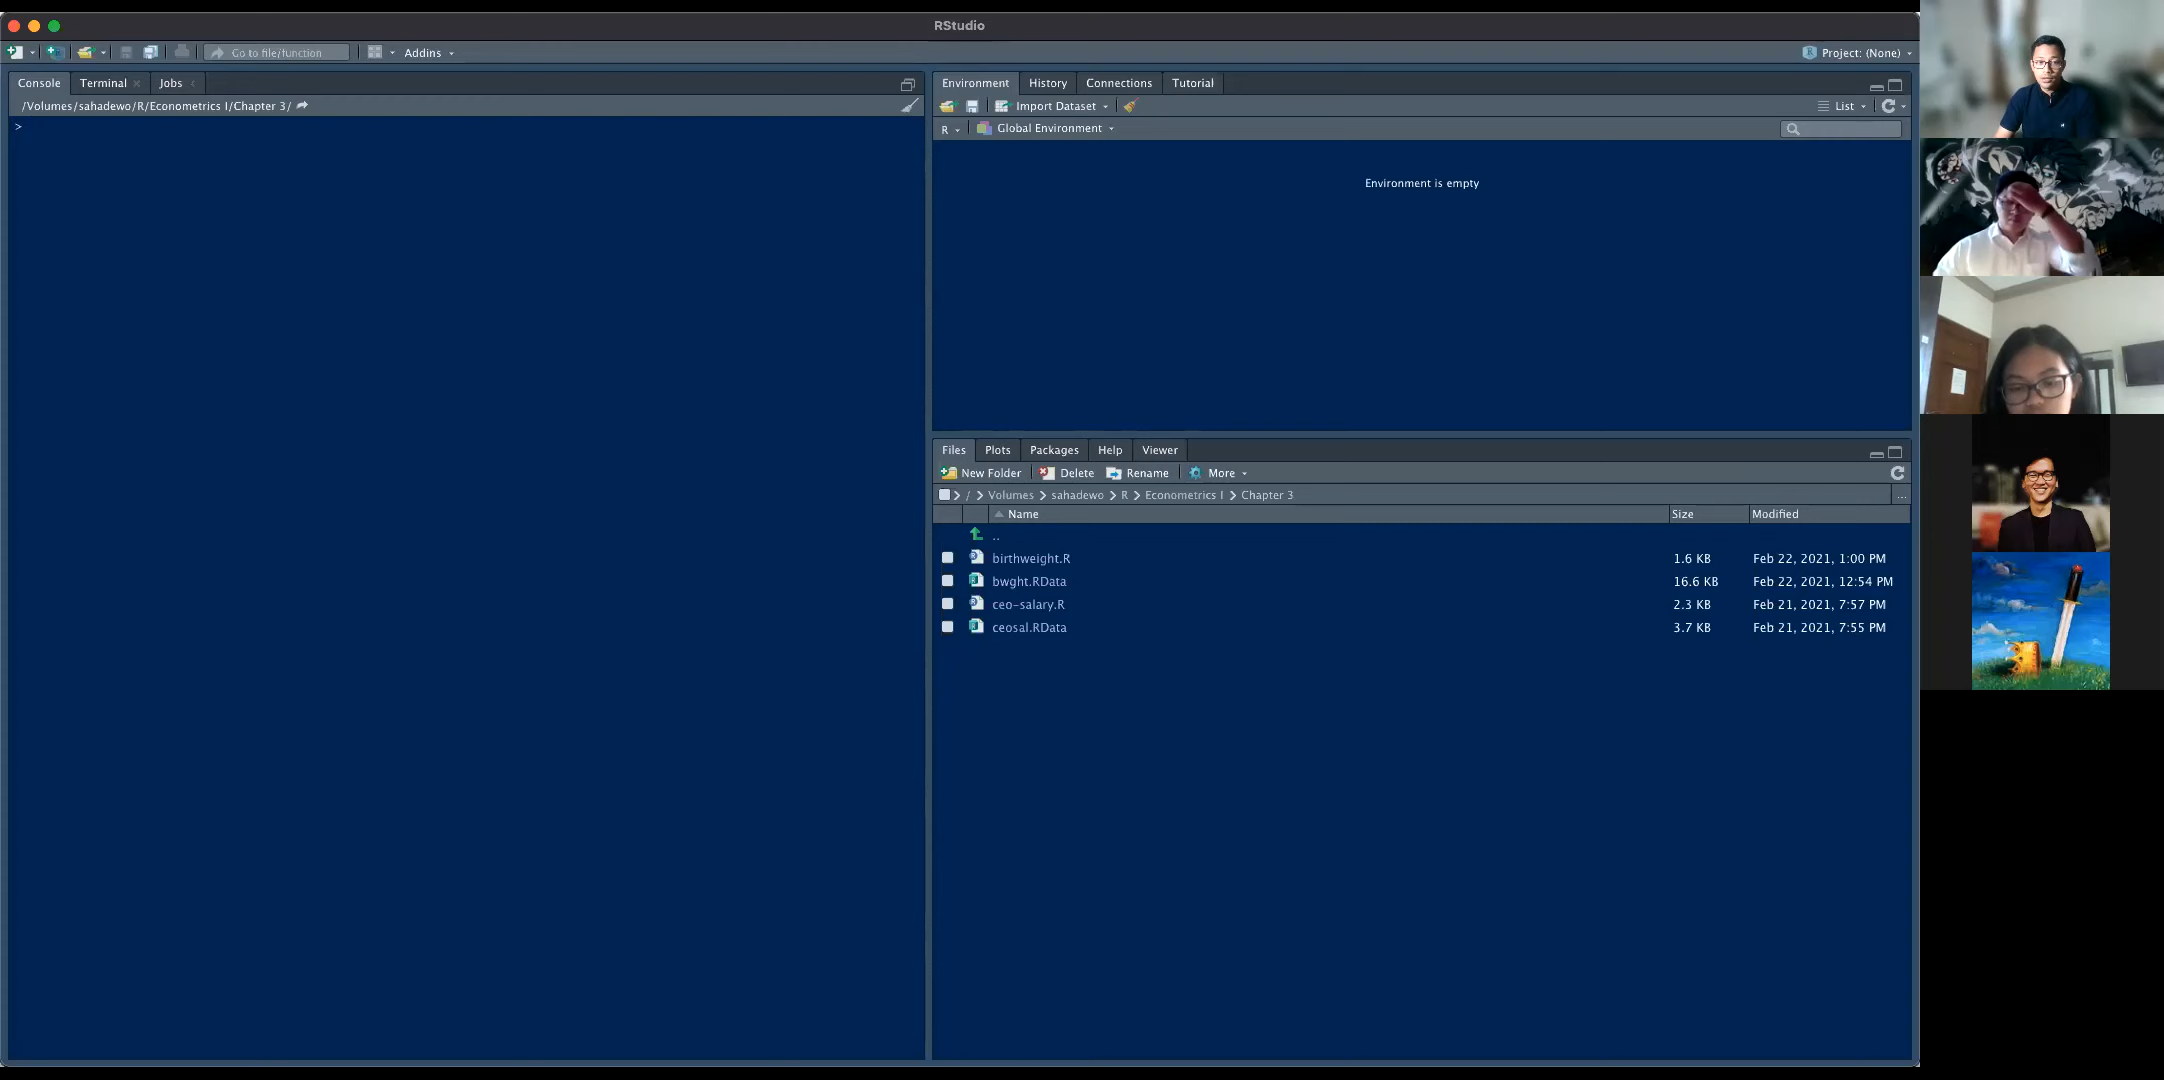 RStudio
Go to file/function
Addins
Project: (None)
Console Terminal Jobs
/Volumes/sahadewo/R/Econometrics I/Chapter 3/
>
Environment History Connections Tutorial
Import Dataset
List
R Global Environment
Environment is empty
Files Plots Packages Help Viewer
New Folder Delete Rename More
/ Volumes sahadewo R Econometrics I Chapter 3 ...
Name Size Modified
..
birthweight.R 1.6 KB Feb 22, 2021, 1:00 PM
bwght.RData 16.6 KB Feb 22, 2021, 12:54 PM
ceo-salary.R 2.3 KB Feb 21, 2021, 7:57 PM
ceosal.RData 3.7 KB Feb 21, 2021, 7:55 PM